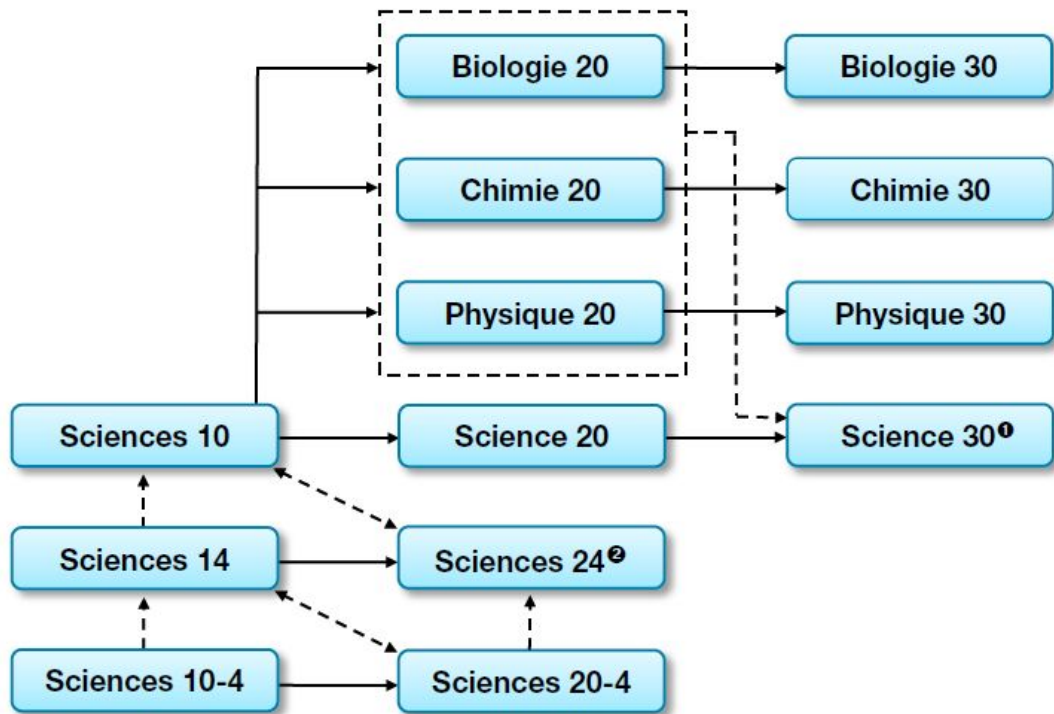 Biologie 20
Biologie 30
Chimie 20
Chimie 30
Physique 20
Physique 30
Sciences 10
Science 20
Science 30❶
Sciences 14
Sciences 24❷
Sciences 10-4
Sciences 20-4